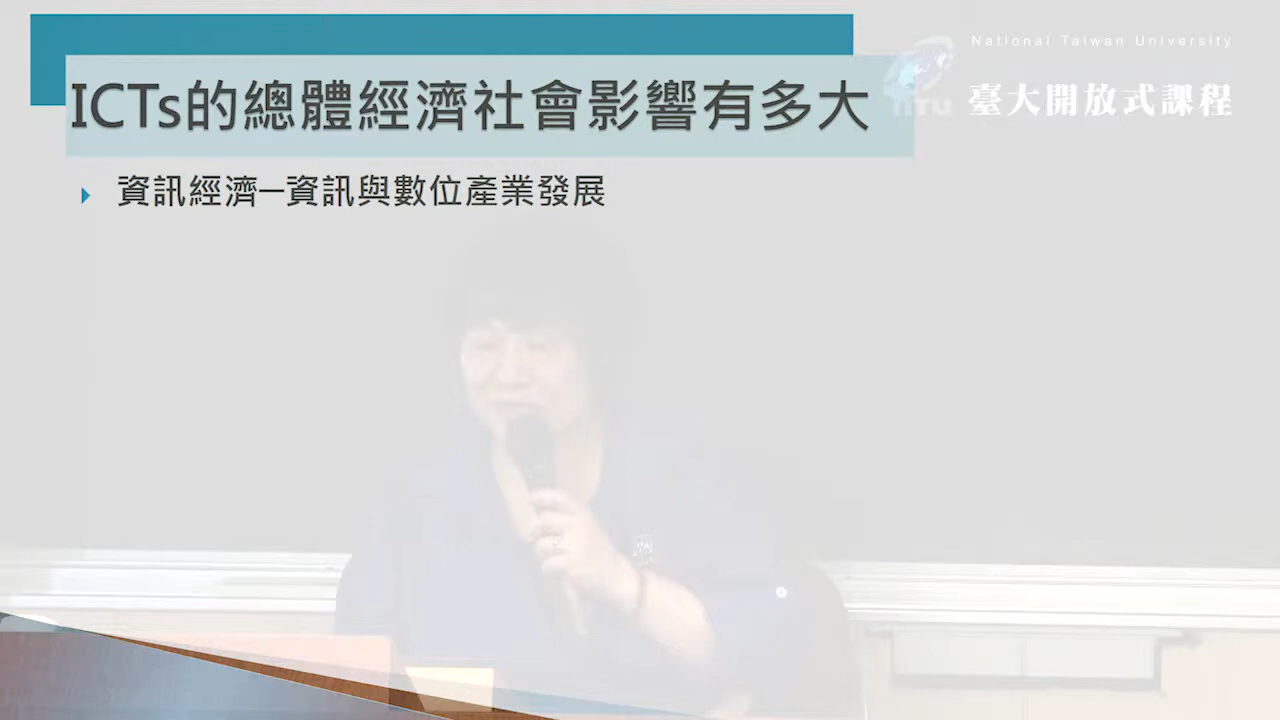 National Taiwan University
NTU
臺大開放式課程
ICTs的總體經濟社會影響有多大
資訊經濟─資訊與數位產業發展